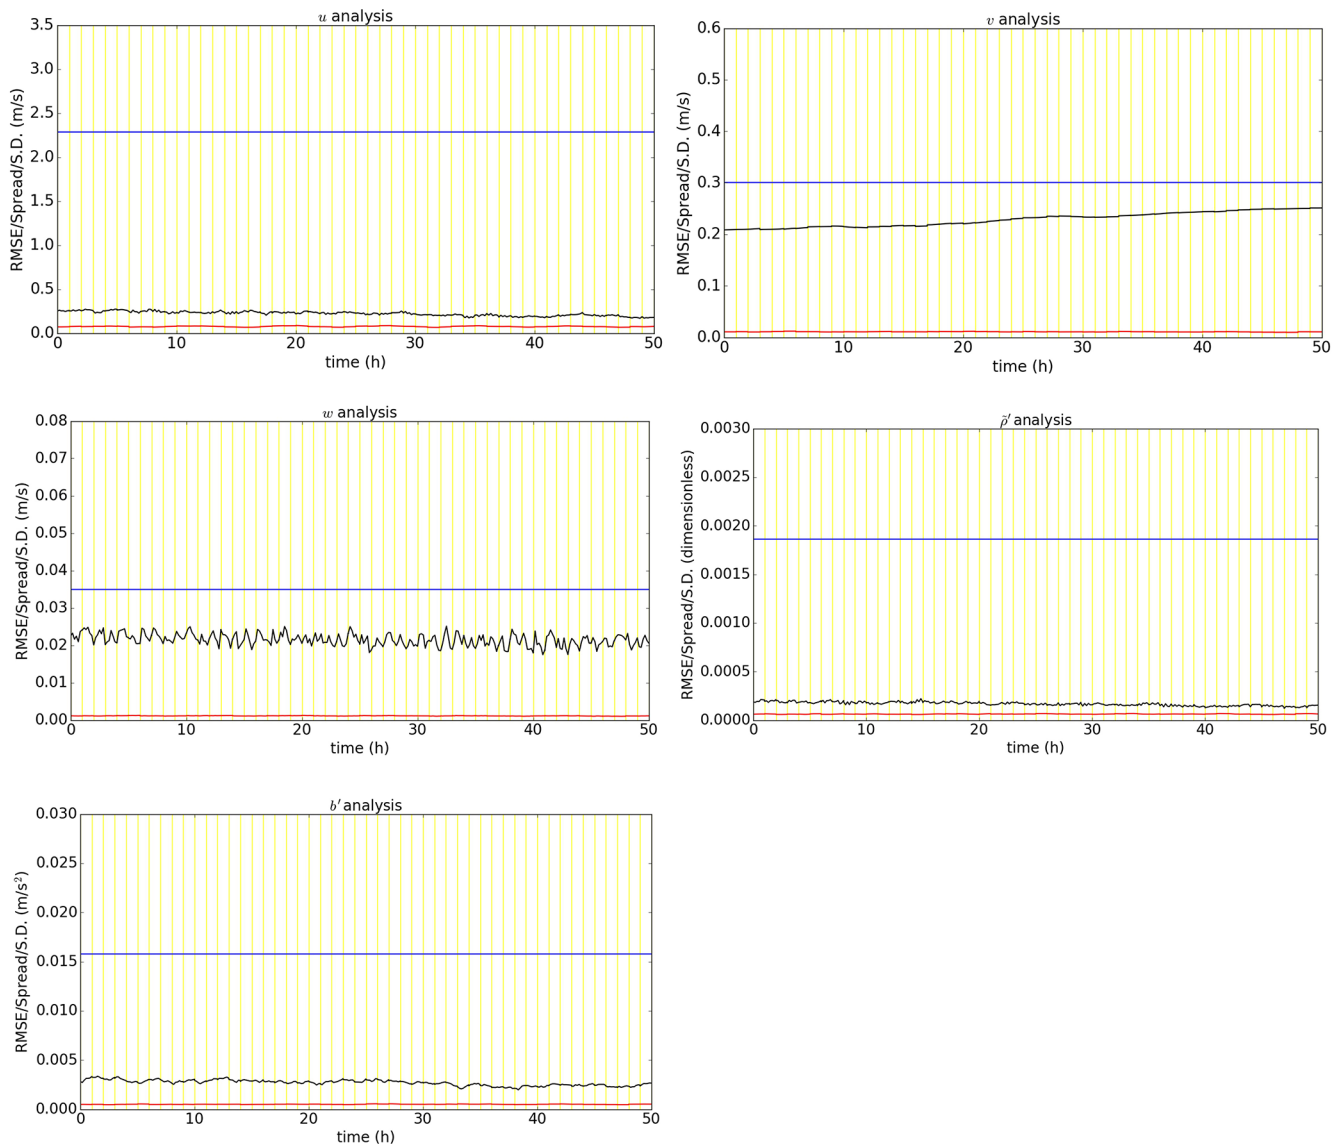 u analysis
RMSE/Spread/S.D. (m/s)
3.5
3.0
2.5
2.0
1.5
1.0
0.5
0.0
0 10 20 30 40 50
time (h)
v analysis
RMSE/Spread/S.D. (m/s)
0.6
0.5
0.4
0.3
0.2
0.1
0.0
0 10 20 30 40 50
time (h)
w analysis
RMSE/Spread/S.D. (m/s)
0.08
0.07
0.06
0.05
0.04
0.03
0.02
0.01
0.00
0 10 20 30 40 50
time (h)
ρ̃′ analysis
RMSE/Spread/S.D. (dimensionless)
0.0030
0.0025
0.0020
0.0015
0.0010
0.0005
0.0000
0 10 20 30 40 50
time (h)
b′ analysis
RMSE/Spread/S.D. (m/s²)
0.030
0.025
0.020
0.015
0.010
0.005
0.000
0 10 20 30 40 50
time (h)